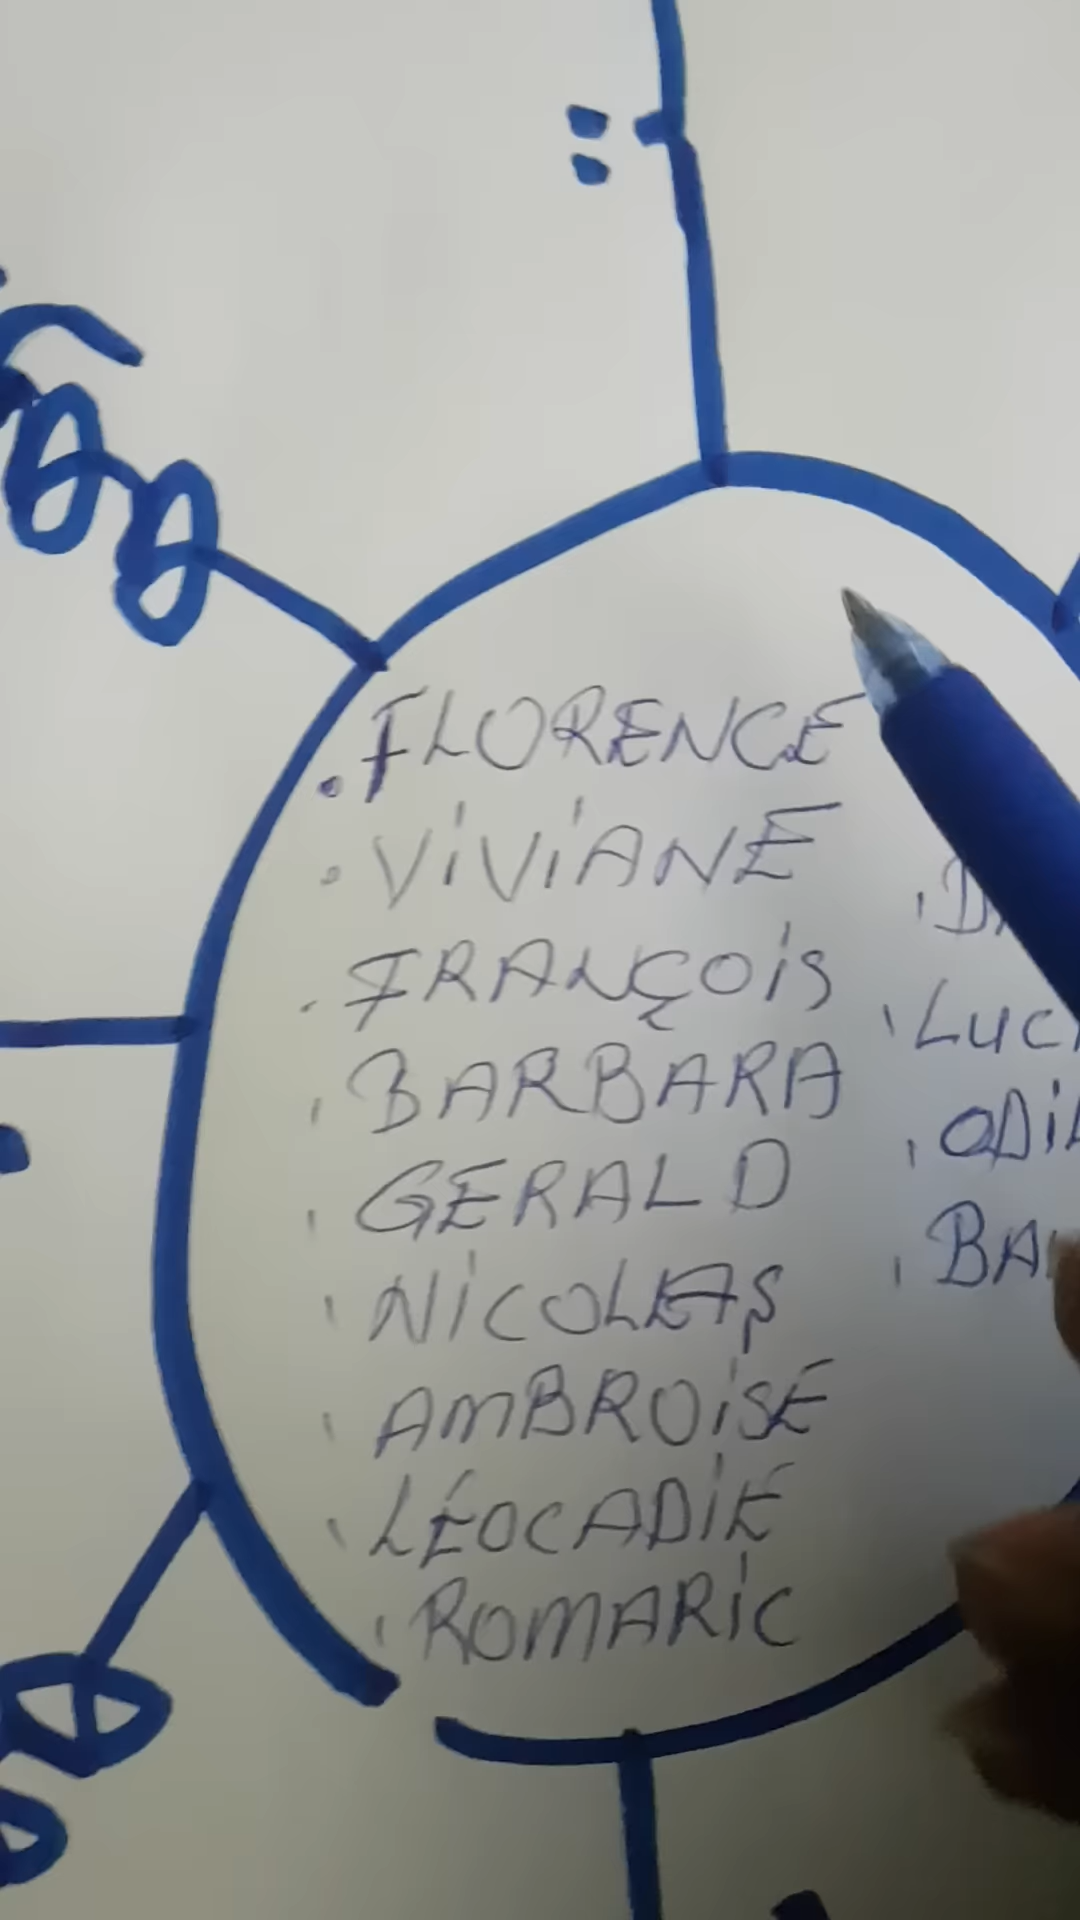 . FLORENCE
. ViViANE
. FRANÇOiS
. BARBARA
. GERALD
. NiCOLAS
. AMBROiSE
. LÉOCADiE
. ROMARiC